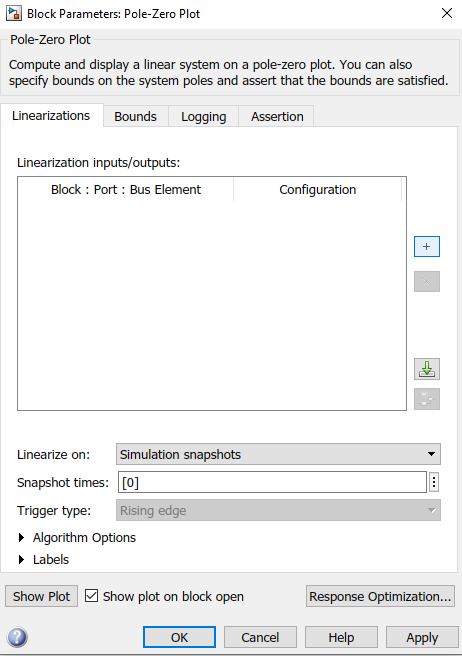 Block Parameters: Pole-Zero Plot
Pole-Zero Plot
Compute and display a linear system on a pole-zero plot. You can also
specify bounds on the system poles and assert that the bounds are satisfied.
Linearizations Bounds Logging Assertion
Linearization inputs/outputs:
Block : Port : Bus Element Configuration
+
Linearize on: Simulation snapshots
Snapshot times: [0]
Trigger type: Rising edge
Algorithm Options
Labels
Show Plot Show plot on block open Response Optimization...
? OK Cancel Help Apply